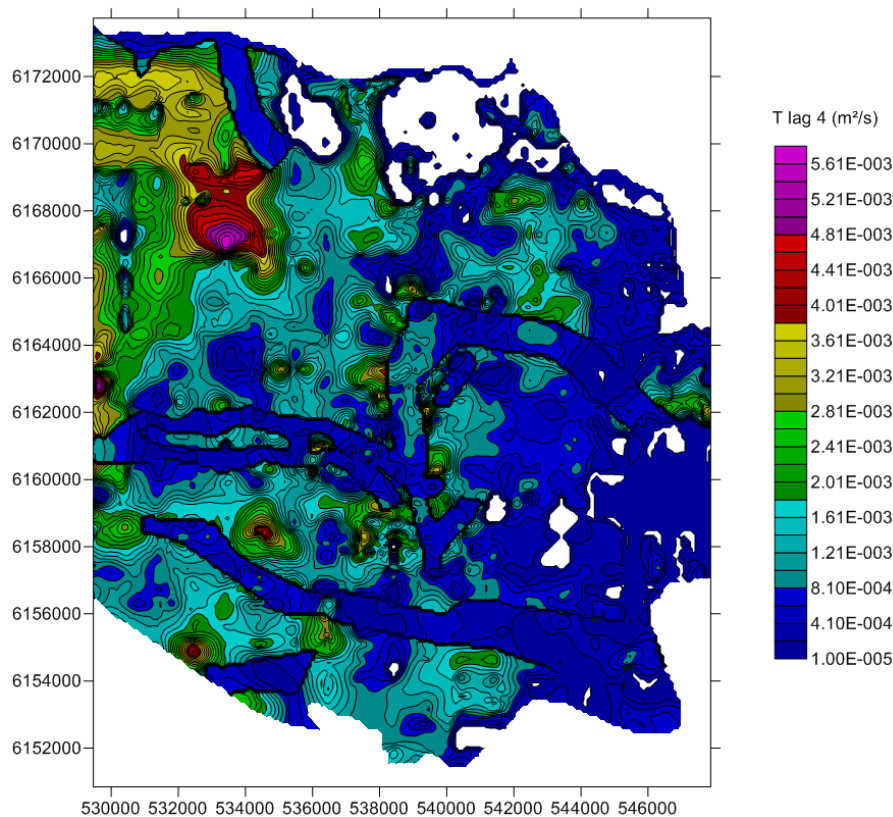 T lag 4 (m²/s)
6172000
6170000
6168000
6166000
6164000
6162000
6160000
6158000
6156000
6154000
6152000
5.61E-003
5.21E-003
4.81E-003
4.41E-003
4.01E-003
3.61E-003
3.21E-003
2.81E-003
2.41E-003
2.01E-003
1.61E-003
1.21E-003
8.10E-004
4.10E-004
1.00E-005
530000 532000 534000 536000 538000 540000 542000 544000 546000